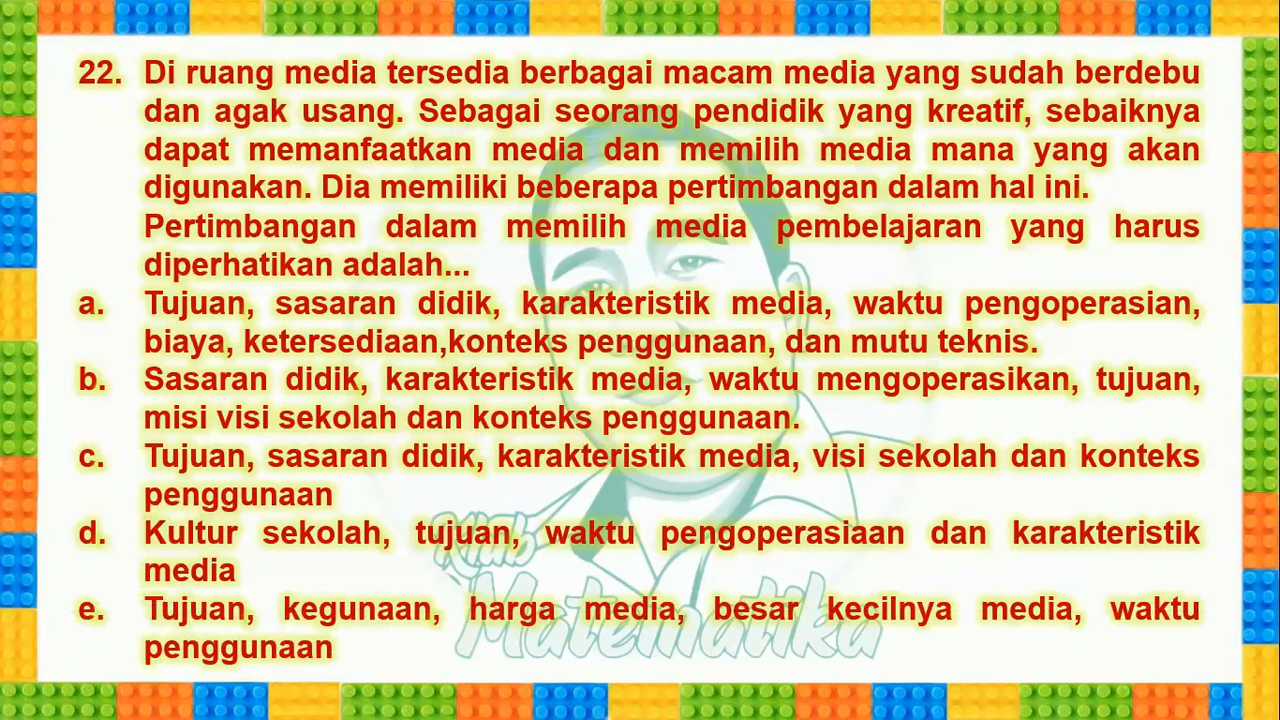 22. Di ruang media tersedia berbagai macam media yang sudah berdebu
dan agak usang. Sebagai seorang pendidik yang kreatif, sebaiknya
dapat memanfaatkan media dan memilih media mana yang akan
digunakan. Dia memiliki beberapa pertimbangan dalam hal ini.
Pertimbangan dalam memilih media pembelajaran yang harus
diperhatikan adalah...
a. Tujuan, sasaran didik, karakteristik media, waktu pengoperasian,
biaya, ketersediaan,konteks penggunaan, dan mutu teknis.
b. Sasaran didik, karakteristik media, waktu mengoperasikan, tujuan,
misi visi sekolah dan konteks penggunaan.
c. Tujuan, sasaran didik, karakteristik media, visi sekolah dan konteks
penggunaan
d. Kultur sekolah, tujuan, waktu pengoperasiaan dan karakteristik
media
e. Tujuan, kegunaan, harga media, besar kecilnya media, waktu
penggunaan
Klub
Matematika